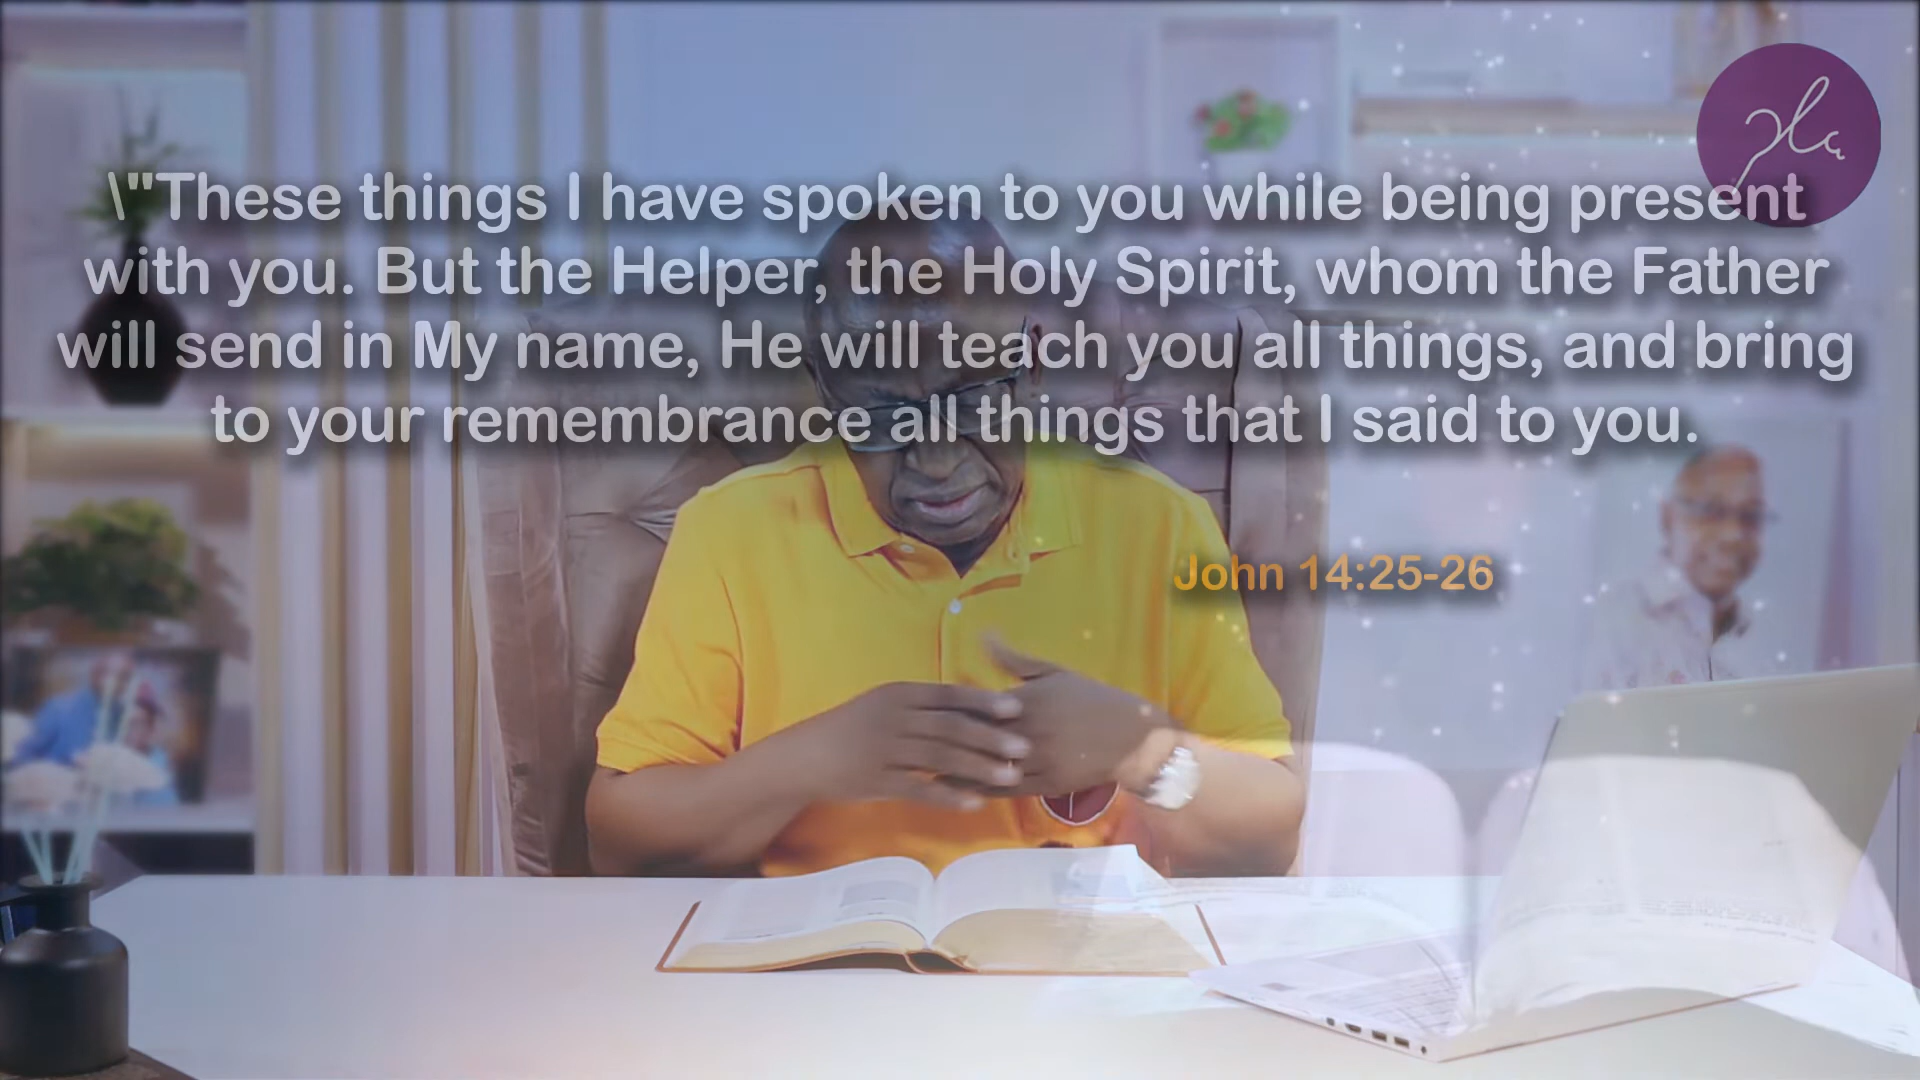 \"These things I have spoken to you while being present
with you. But the Helper, the Holy Spirit, whom the Father
will send in My name, He will teach you all things, and bring
to your remembrance all things that I said to you.
John 14:25-26